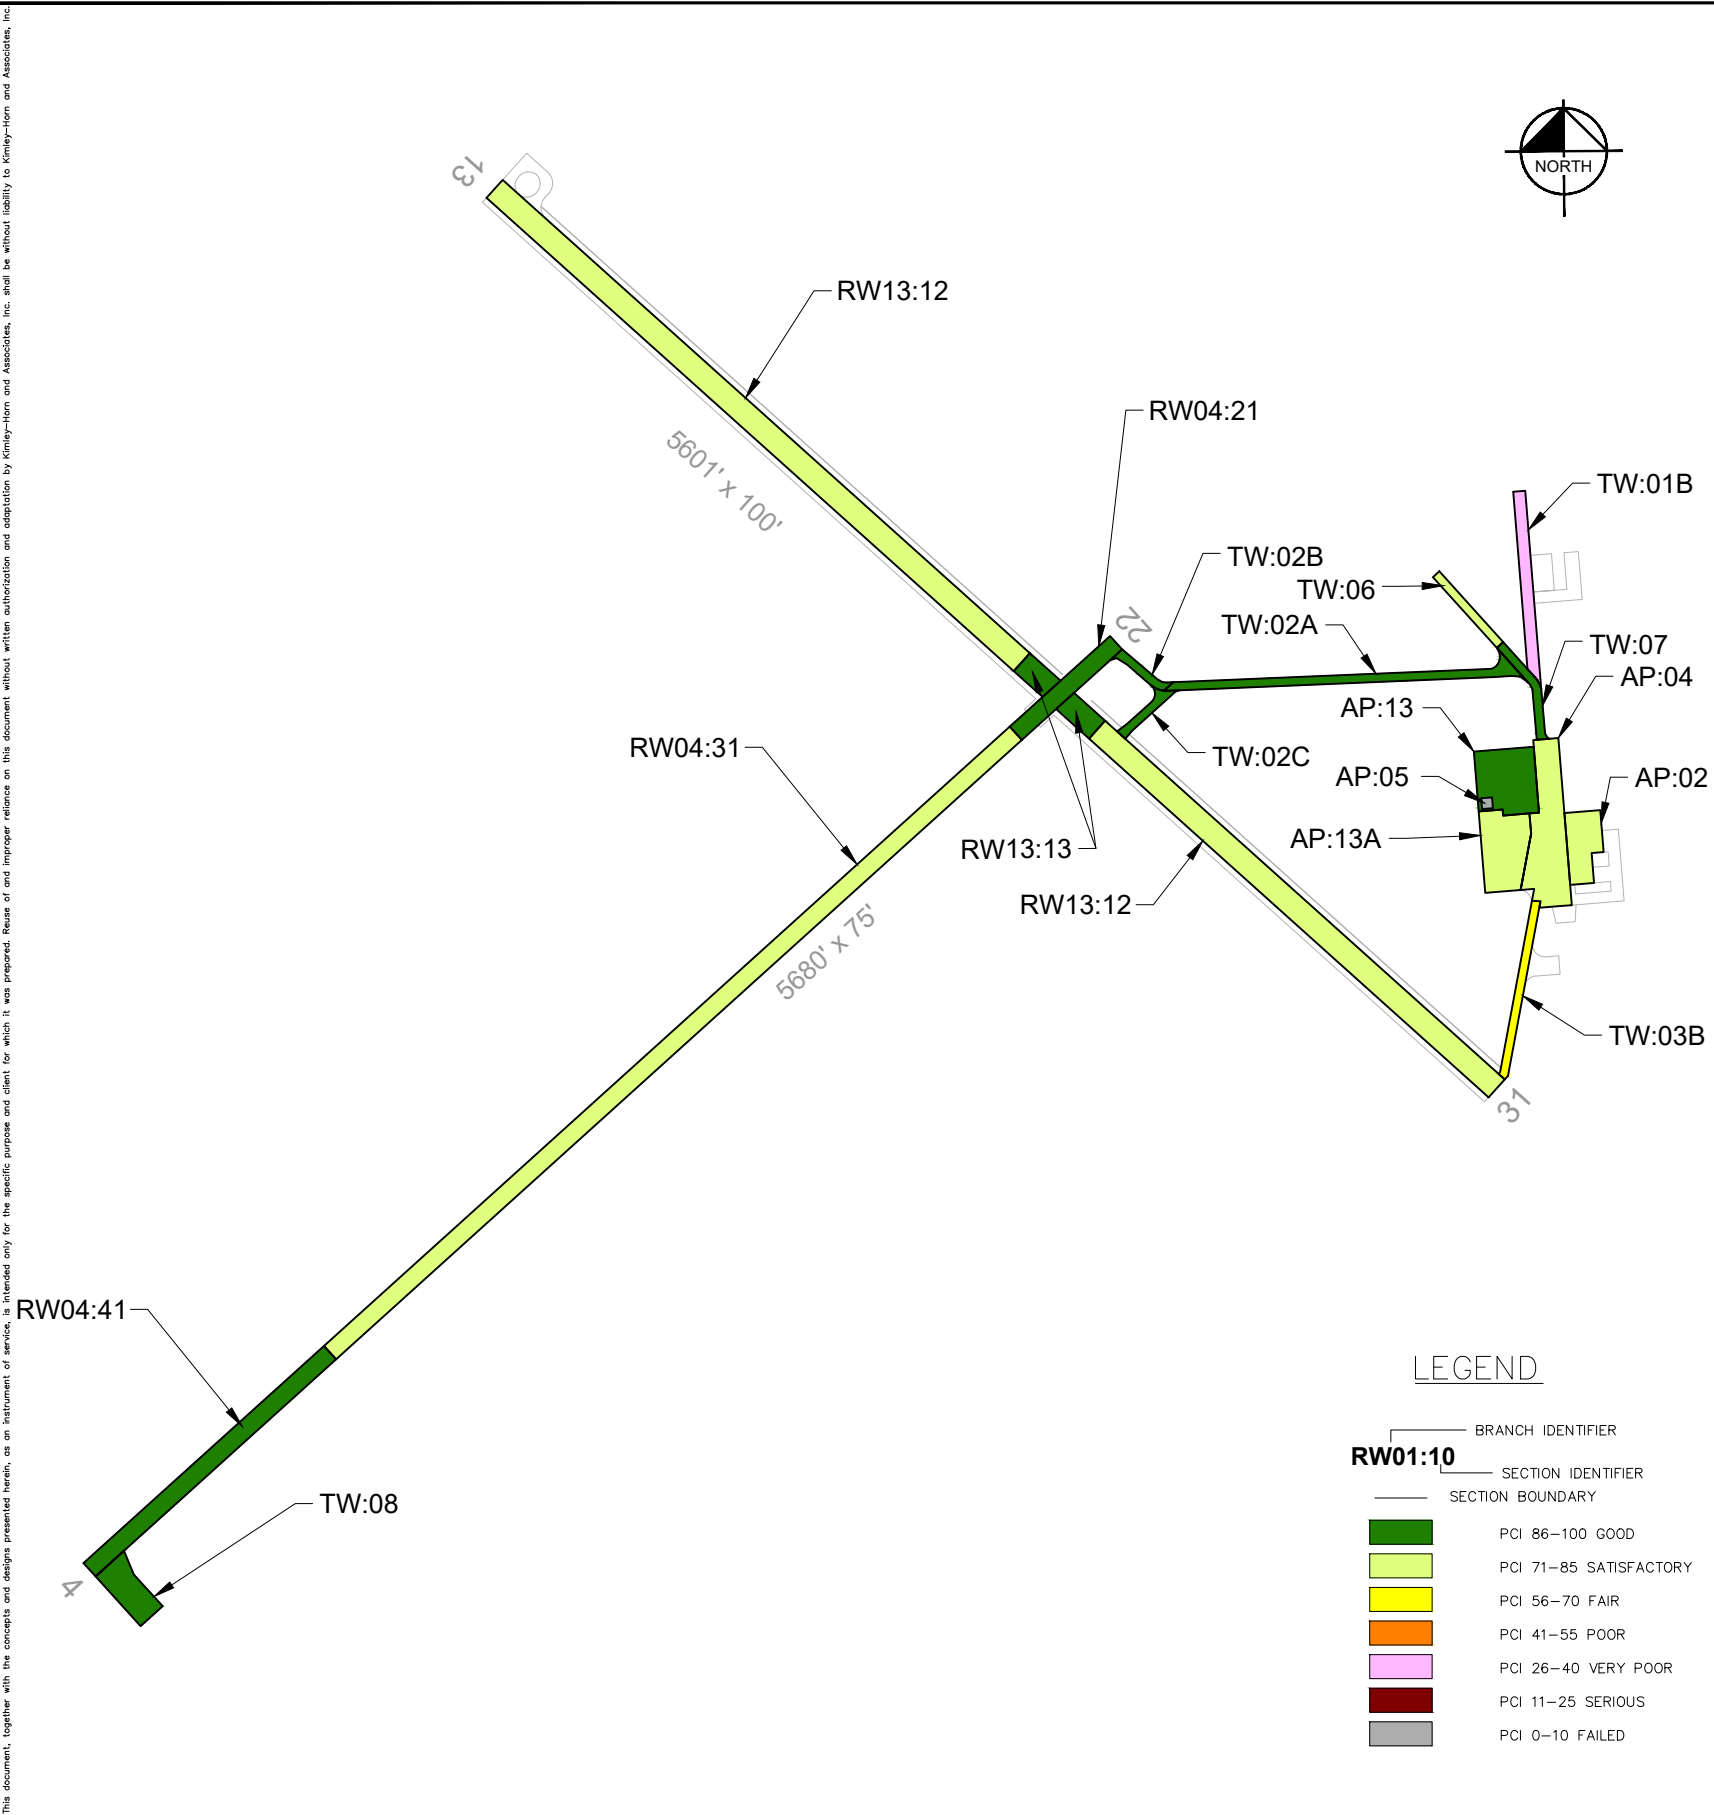 This document, together with the concepts and designs presented herein, as an instrument of service, is intended only for the specific purpose and client for which it was prepared. Reuse of and improper reliance on this document without written authorization and adaptation by Kimley-Horn and Associates, Inc. shall be without liability to Kimley-Horn and Associates, Inc.
NORTH
13
RW13:12
RW04:21
5601' x 100'
TW:01B
TW:02B
TW:06
22
TW:02A
TW:07
AP:04
AP:13
RW04:31
TW:02C
AP:05
AP:02
AP:13A
RW13:13
RW13:12
5680' x 75'
TW:03B
31
RW04:41
TW:08
4
LEGEND
BRANCH IDENTIFIER
RW01:10
SECTION IDENTIFIER
SECTION BOUNDARY
PCI 86-100 GOOD
PCI 71-85 SATISFACTORY
PCI 56-70 FAIR
PCI 41-55 POOR
PCI 26-40 VERY POOR
PCI 11-25 SERIOUS
PCI 0-10 FAILED